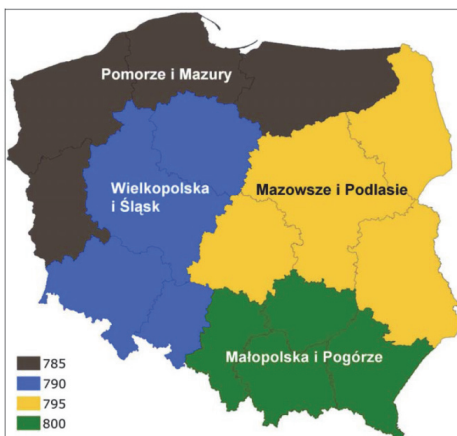 Pomorze i Mazury
Wielkopolska
i Śląsk
Mazowsze i Podlasie
Małopolska i Pogórze
785
790
795
800